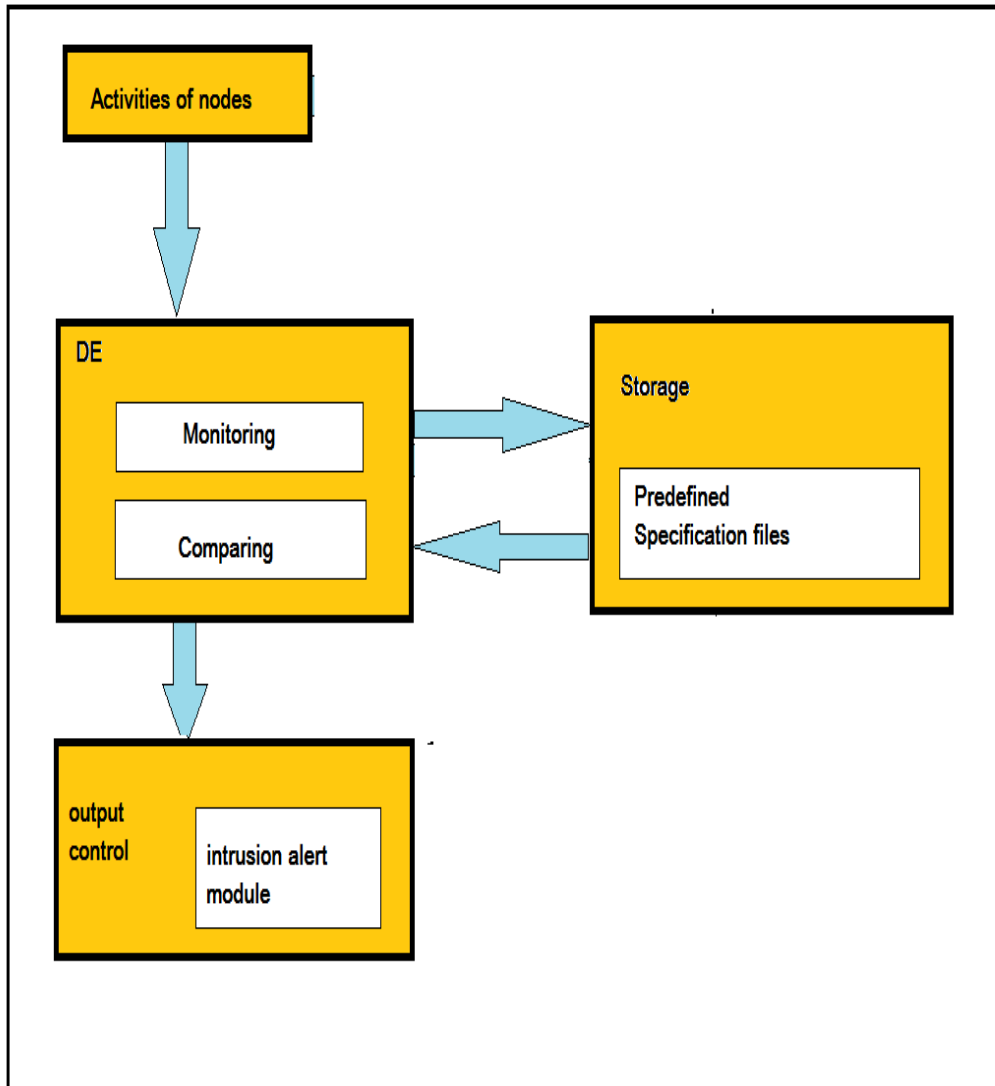 Activities of nodes
DE
Monitoring
Comparing
Storage
Predefined
Specification files
output
control
intrusion alert
module